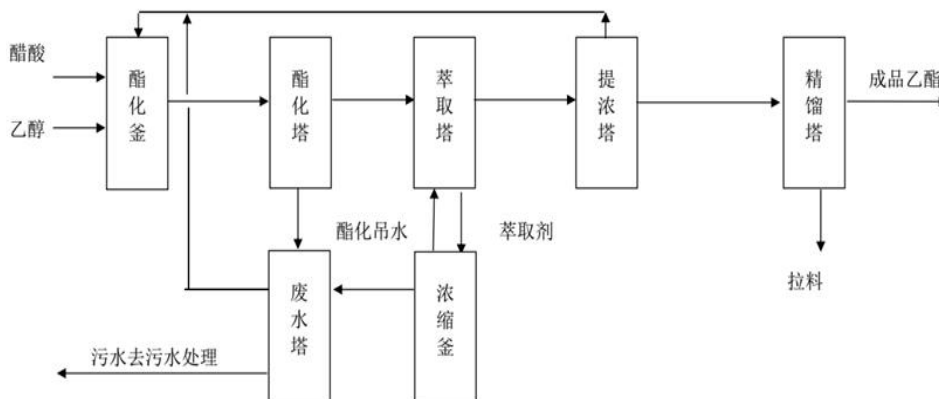 醋酸
乙醇
酯化釜
酯化塔
萃取塔
提浓塔
精馏塔
成品乙酯
酯化吊水
萃取剂
拉料
废水塔
浓缩釜
污水去污水处理